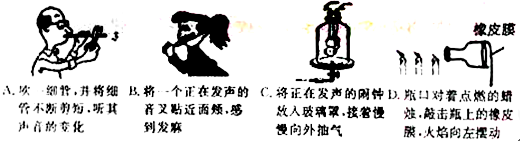 橡皮膜
A. 吹一细管，并将细
管不断剪短，听其
声音的变化
B. 将一个正在发声的
音叉贴近面颊，感
到发麻
C. 将正在发声的闹钟
放入玻璃罩，接着慢
慢向外抽气
D. 瓶口对着点燃的蜡
烛，敲击瓶上的橡皮
膜，火焰向左摆动